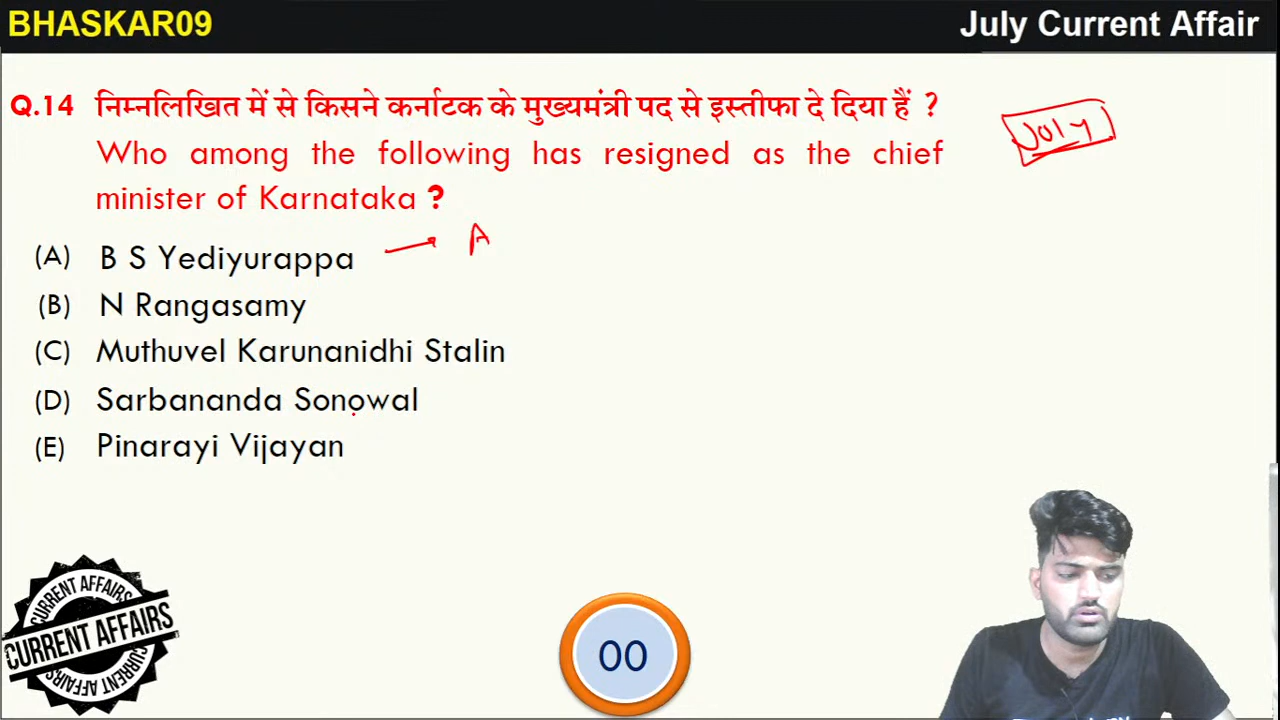 BHASKAR09
July Current Affair
Q.14 निम्नलिखित में से किसने कर्नाटक के मुख्यमंत्री पद से इस्तीफा दे दिया हैं ?
July
Who among the following has resigned as the chief
minister of Karnataka ?
(A) B S Yediyurappa → A
(B) N Rangasamy
(C) Muthuvel Karunanidhi Stalin
(D) Sarbananda Sonowal
(E) Pinarayi Vijayan
CURRENT AFFAIRS
CURRENT AFFAIRS
CURRENT AFFAIRS
00